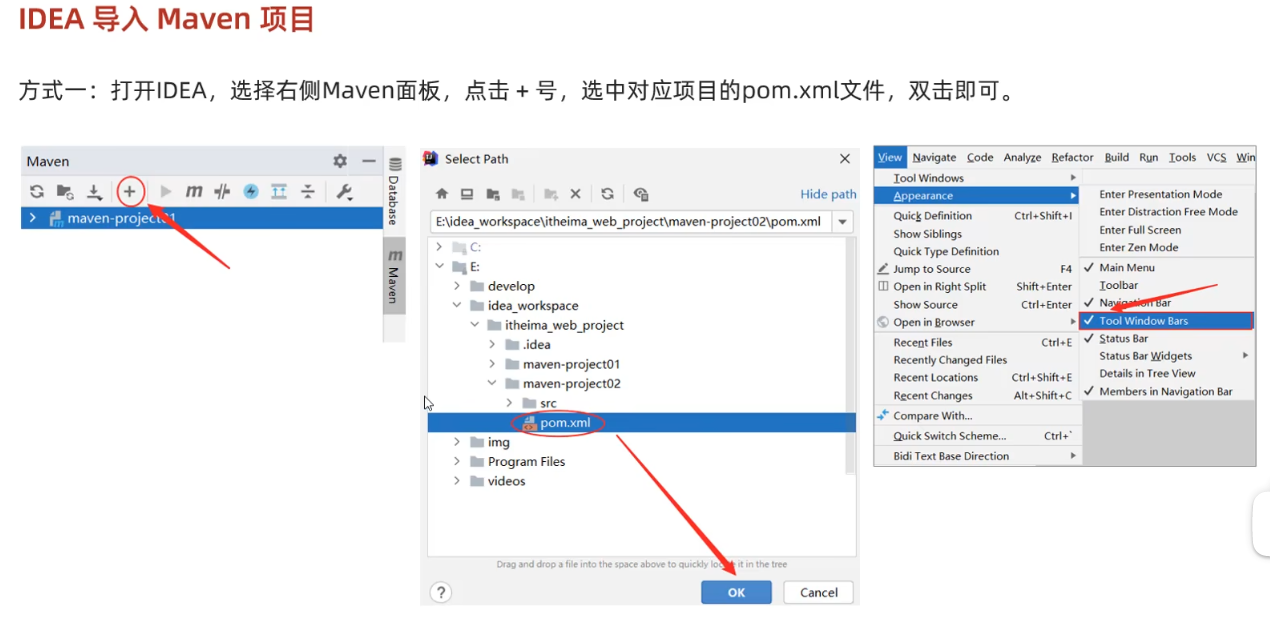 IDEA 导入 Maven 项目
方式一：打开IDEA，选择右侧Maven面板，点击 + 号，选中对应项目的pom.xml文件，双击即可。
Maven
maven-project01
Database
m Maven
Select Path
Hide path
E:\idea_workspace\itheima_web_project\maven-project02\pom.xml
C:
E:
develop
idea_workspace
itheima_web_project
.idea
maven-project01
maven-project02
src
pom.xml
img
Program Files
videos
Drag and drop a file into the space above to quickly locate it in the tree
?
OK
Cancel
View Navigate Code Analyze Refactor Build Run Tools VCS Win
Tool Windows
Appearance
Quick Definition Ctrl+Shift+I
Show Siblings
Quick Type Definition
Jump to Source F4
Open in Right Split Shift+Enter
Show Source Ctrl+Enter
Open in Browser
Recent Files Ctrl+E
Recently Changed Files
Recent Locations Ctrl+Shift+E
Recent Changes Alt+Shift+C
Compare With...
Quick Switch Scheme... Ctrl+`
Bidi Text Base Direction
Enter Presentation Mode
Enter Distraction Free Mode
Enter Full Screen
Enter Zen Mode
Main Menu
Toolbar
Navigation Bar
Tool Window Bars
Status Bar
Status Bar Widgets
Details in Tree View
Members in Navigation Bar